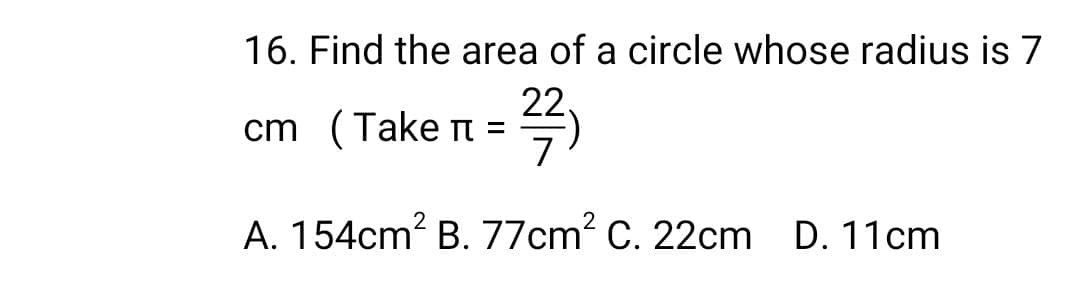 16. Find the area of a circle whose radius is 7
cm ( Take π = 22/7)
A. 154cm² B. 77cm² C. 22cm D. 11cm